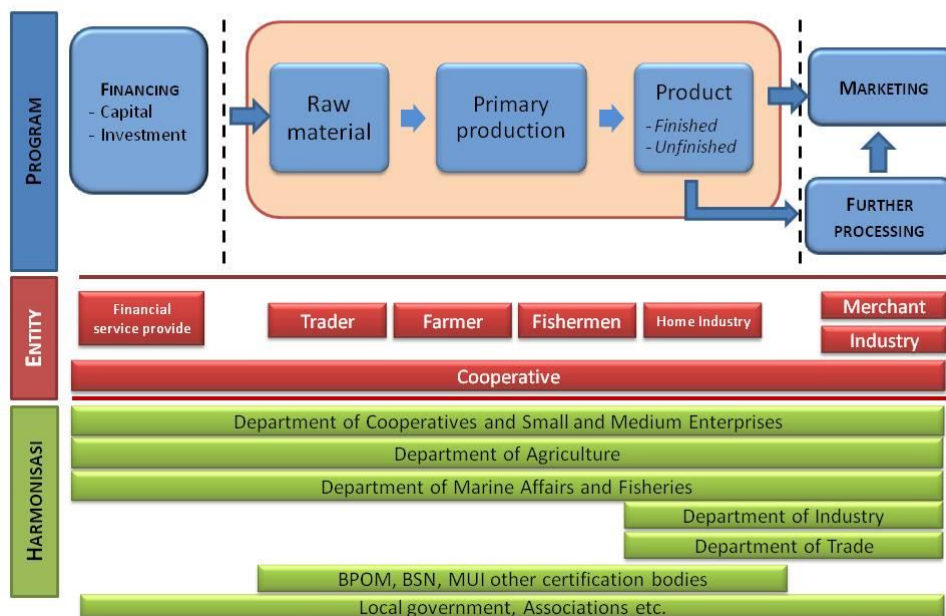 PROGRAM
FINANCING
- Capital
- Investment
Raw
material
Primary
production
Product
- Finished
- Unfinished
MARKETING
FURTHER
PROCESSING
ENTITY
Financial
service provide
Trader
Farmer
Fishermen
Home Industry
Merchant
Industry
Cooperative
HARMONISASI
Department of Cooperatives and Small and Medium Enterprises
Department of Agriculture
Department of Marine Affairs and Fisheries
Department of Industry
Department of Trade
BPOM, BSN, MUI other certification bodies
Local government, Associations etc.